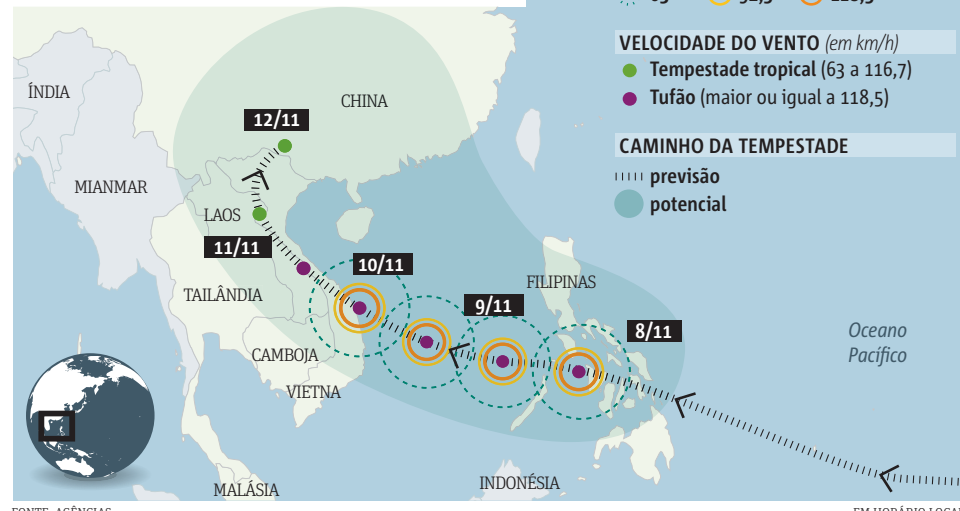 VELOCIDADE DO VENTO (em km/h)
Tempestade tropical (63 a 116,7)
Tufão (maior ou igual a 118,5)
CAMINHO DA TEMPESTADE
previsão
potencial
ÍNDIA
CHINA
12/11
MIANMAR
LAOS
11/11
10/11
TAILÂNDIA
FILIPINAS
9/11
8/11
Oceano
Pacífico
CAMBOJA
VIETNA
MALÁSIA
INDONÉSIA